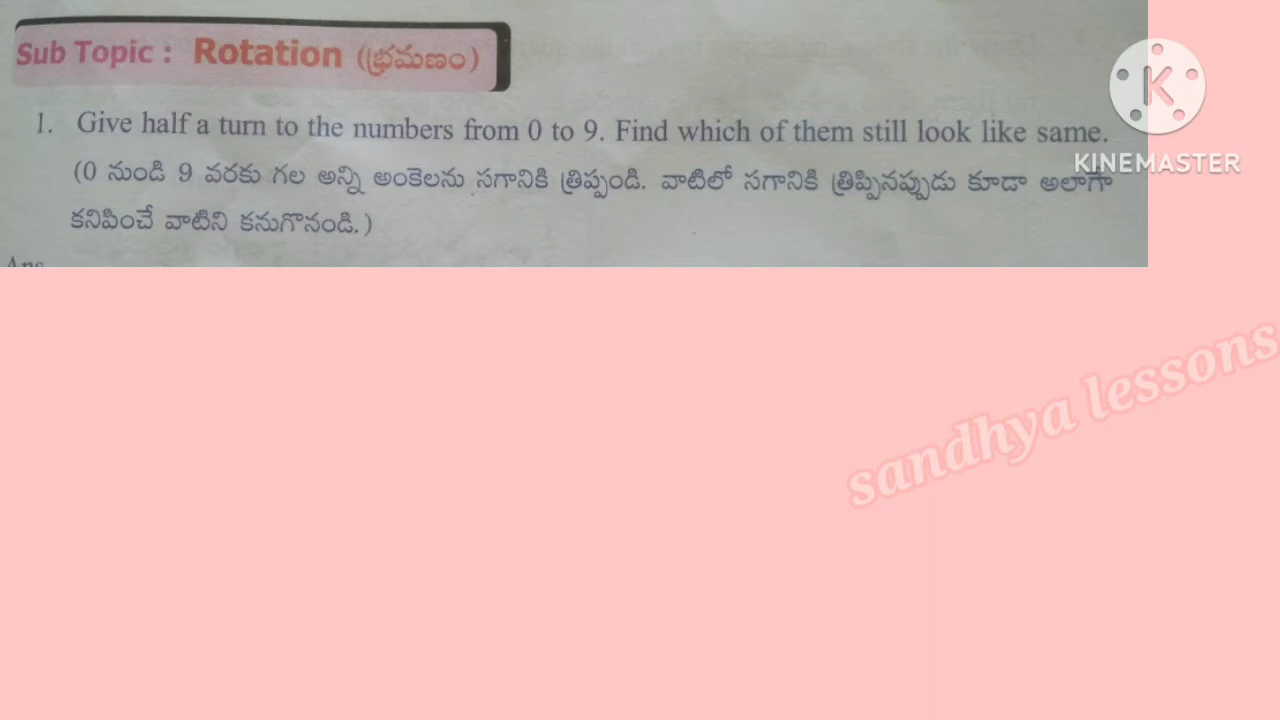 Sub Topic : Rotation (భ్రమణం)
1. Give half a turn to the numbers from 0 to 9. Find which of them still look like same.
(0 నుండి 9 వరకు గల అన్ని అంకెలను సగానికి త్రిప్పండి. వాటిలో సగానికి త్రిప్పినప్పుడు కూడా అలాగా
కనిపించే వాటిని కనుగొనండి.)
K
KINEMASTER
sandhya lessons